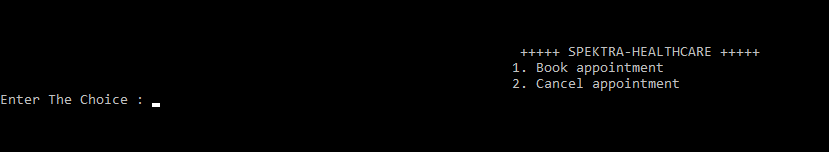 +++++ SPEKTRA-HEALTHCARE +++++
1. Book appointment
2. Cancel appointment
Enter The Choice :